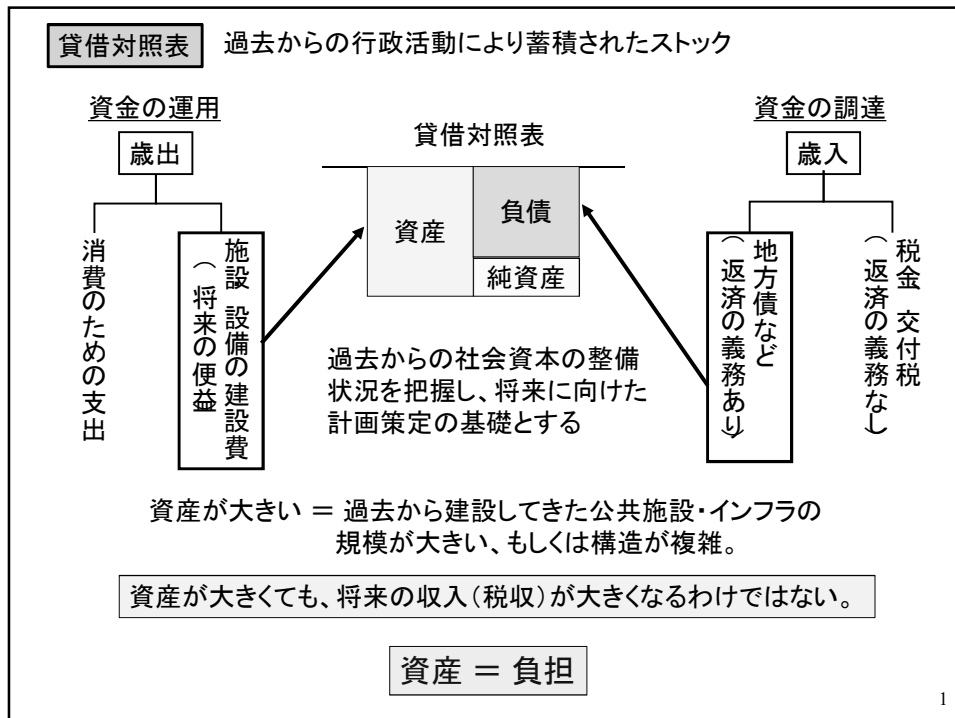 貸借対照表
過去からの行政活動により蓄積されたストック
資金の運用
歳出
消費のための支出
施設、設備の建設費
(将来の便益)
貸借対照表
資産
負債
純資産
過去からの社会資本の整備
状況を把握し、将来に向けた
計画策定の基礎とする
資金の調達
歳入
地方債など
(返済の義務あり)
税金、交付税
(返済の義務なし)
資産が大きい = 過去から建設してきた公共施設・インフラの
規模が大きい、もしくは構造が複雑。
資産が大きくても、将来の収入(税収)が大きくなるわけではない。
資産 = 負担
1